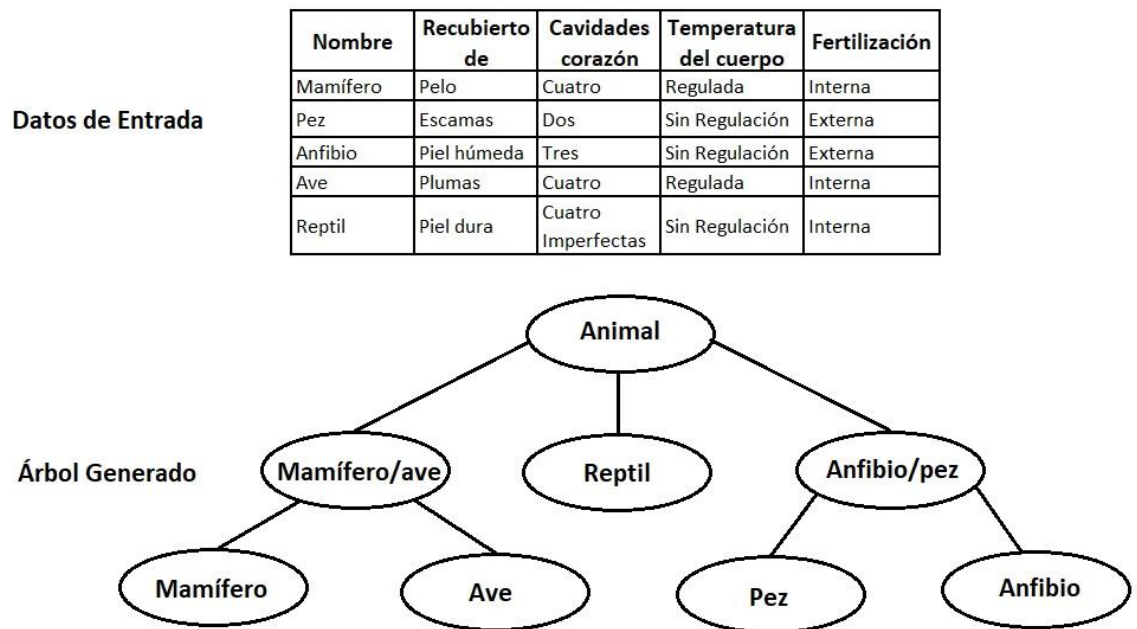 Nombre Recubierto de Cavidades corazón Temperatura del cuerpo Fertilización
Mamífero Pelo Cuatro Regulada Interna
Datos de Entrada
Pez Escamas Dos Sin Regulación Externa
Anfibio Piel húmeda Tres Sin Regulación Externa
Ave Plumas Cuatro Regulada Interna
Reptil Piel dura Cuatro Imperfectas Sin Regulación Interna
Animal
Árbol Generado
Mamífero/ave Reptil Anfibio/pez
Mamífero Ave Pez Anfibio